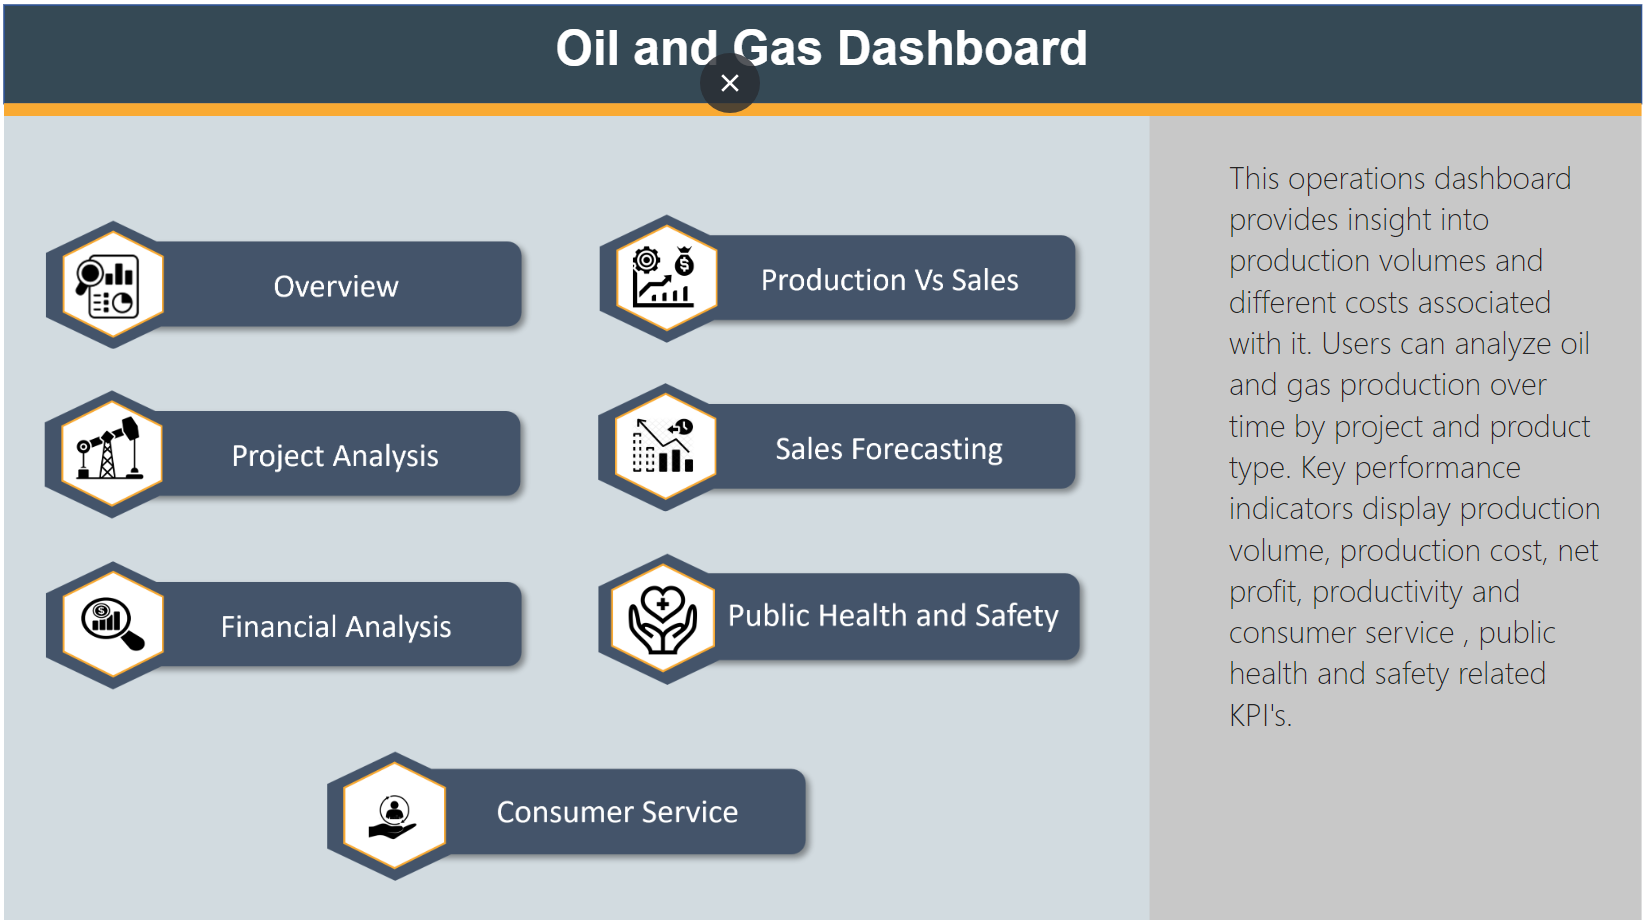 Oil and Gas Dashboard
Overview
Production Vs Sales
Project Analysis
Sales Forecasting
Financial Analysis
Public Health and Safety
Consumer Service
This operations dashboard
provides insight into
production volumes and
different costs associated
with it. Users can analyze oil
and gas production over
time by project and product
type. Key performance
indicators display production
volume, production cost, net
profit, productivity and
consumer service , public
health and safety related
KPI's.